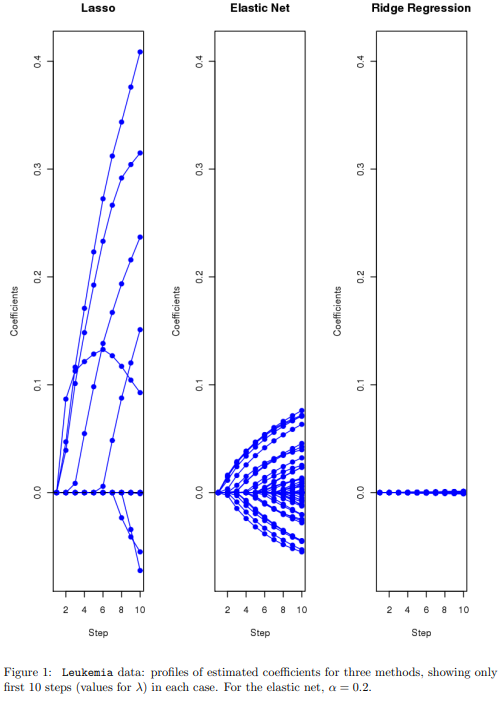 Lasso
Elastic Net
Ridge Regression
0.4
0.3
0.2
0.1
0.0
Coefficients
2 4 6 8 10
Step
0.4
0.3
0.2
0.1
0.0
Coefficients
2 4 6 8 10
Step
0.4
0.3
0.2
0.1
0.0
Coefficients
2 4 6 8 10
Step
Figure 1: Leukemia data: profiles of estimated coefficients for three methods, showing only
first 10 steps (values for λ) in each case. For the elastic net, α = 0.2.